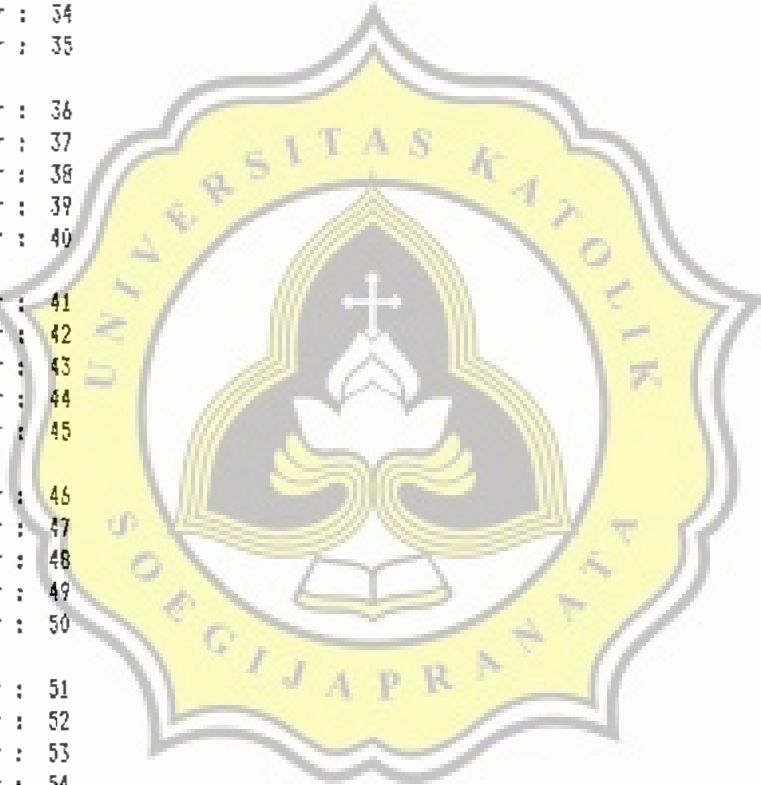 r : 34
r : 35
r : 36
r : 37
r : 38
r : 39
r : 40
r : 41
r : 42
r : 43
r : 44
r : 45
r : 46
r : 47
r : 48
r : 49
r : 50
r : 51
r : 52
r : 53
r : 54
UNIVERSITAS KATOLIK
SOEGIJAPRANATA